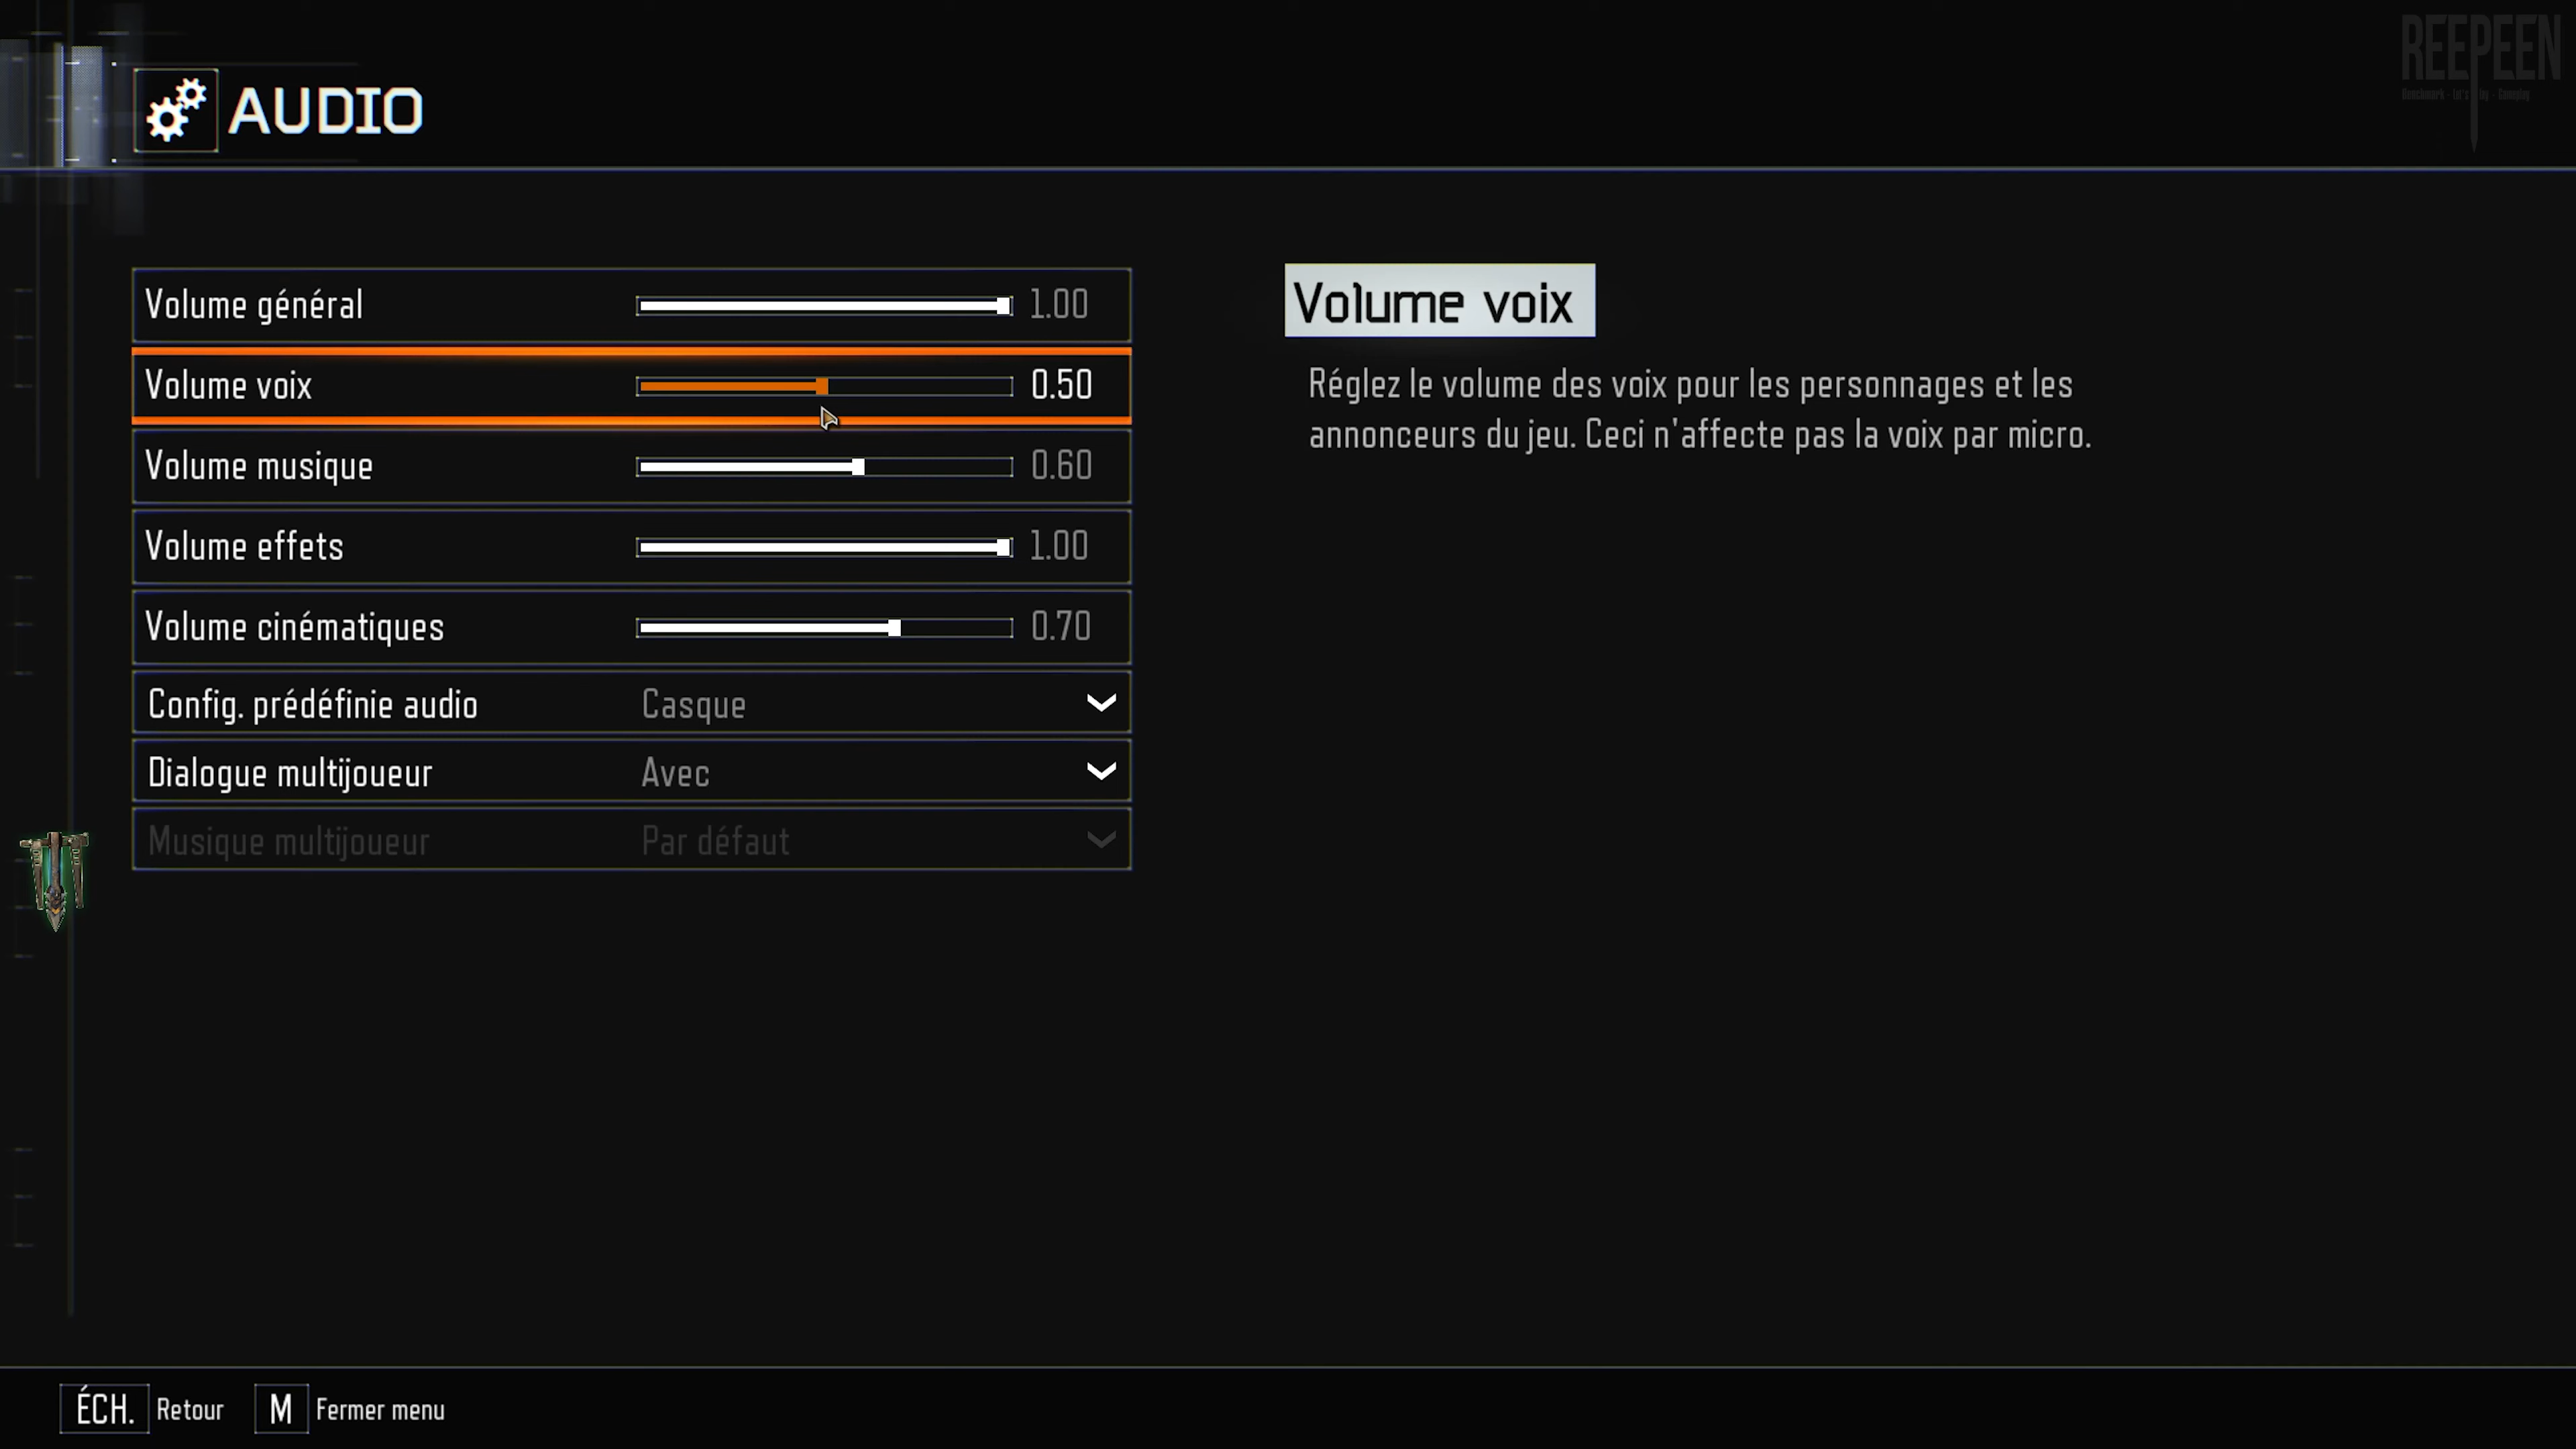 REEPEEN
AUDIO
Volume général 1.00
Volume voix 0.50
Volume musique 0.60
Volume effets 1.00
Volume cinématiques 0.70
Config. prédéfinie audio Casque
Dialogue multijoueur Avec
Musique multijoueur Par défaut
Volume voix
Réglez le volume des voix pour les personnages et les
annonceurs du jeu. Ceci n'affecte pas la voix par micro.
ÉCH. Retour M Fermer menu